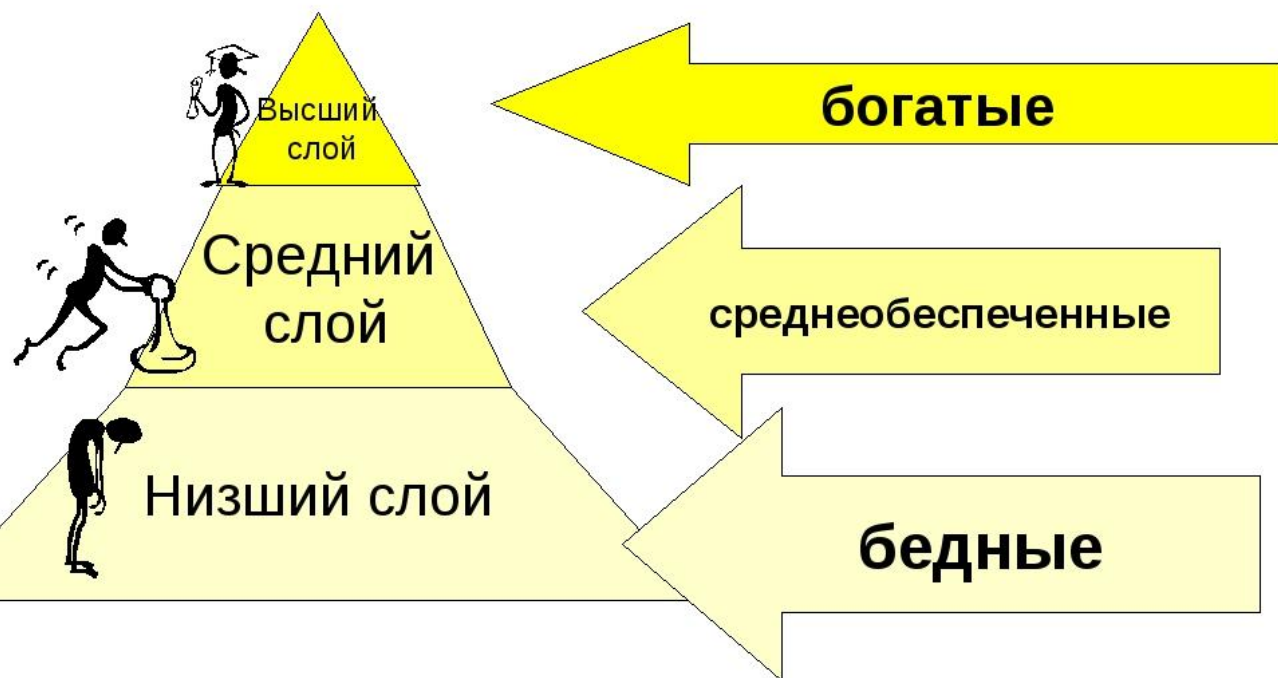 Высший
слой
богатые
Средний
слой
среднеобеспеченные
Низший слой
бедные